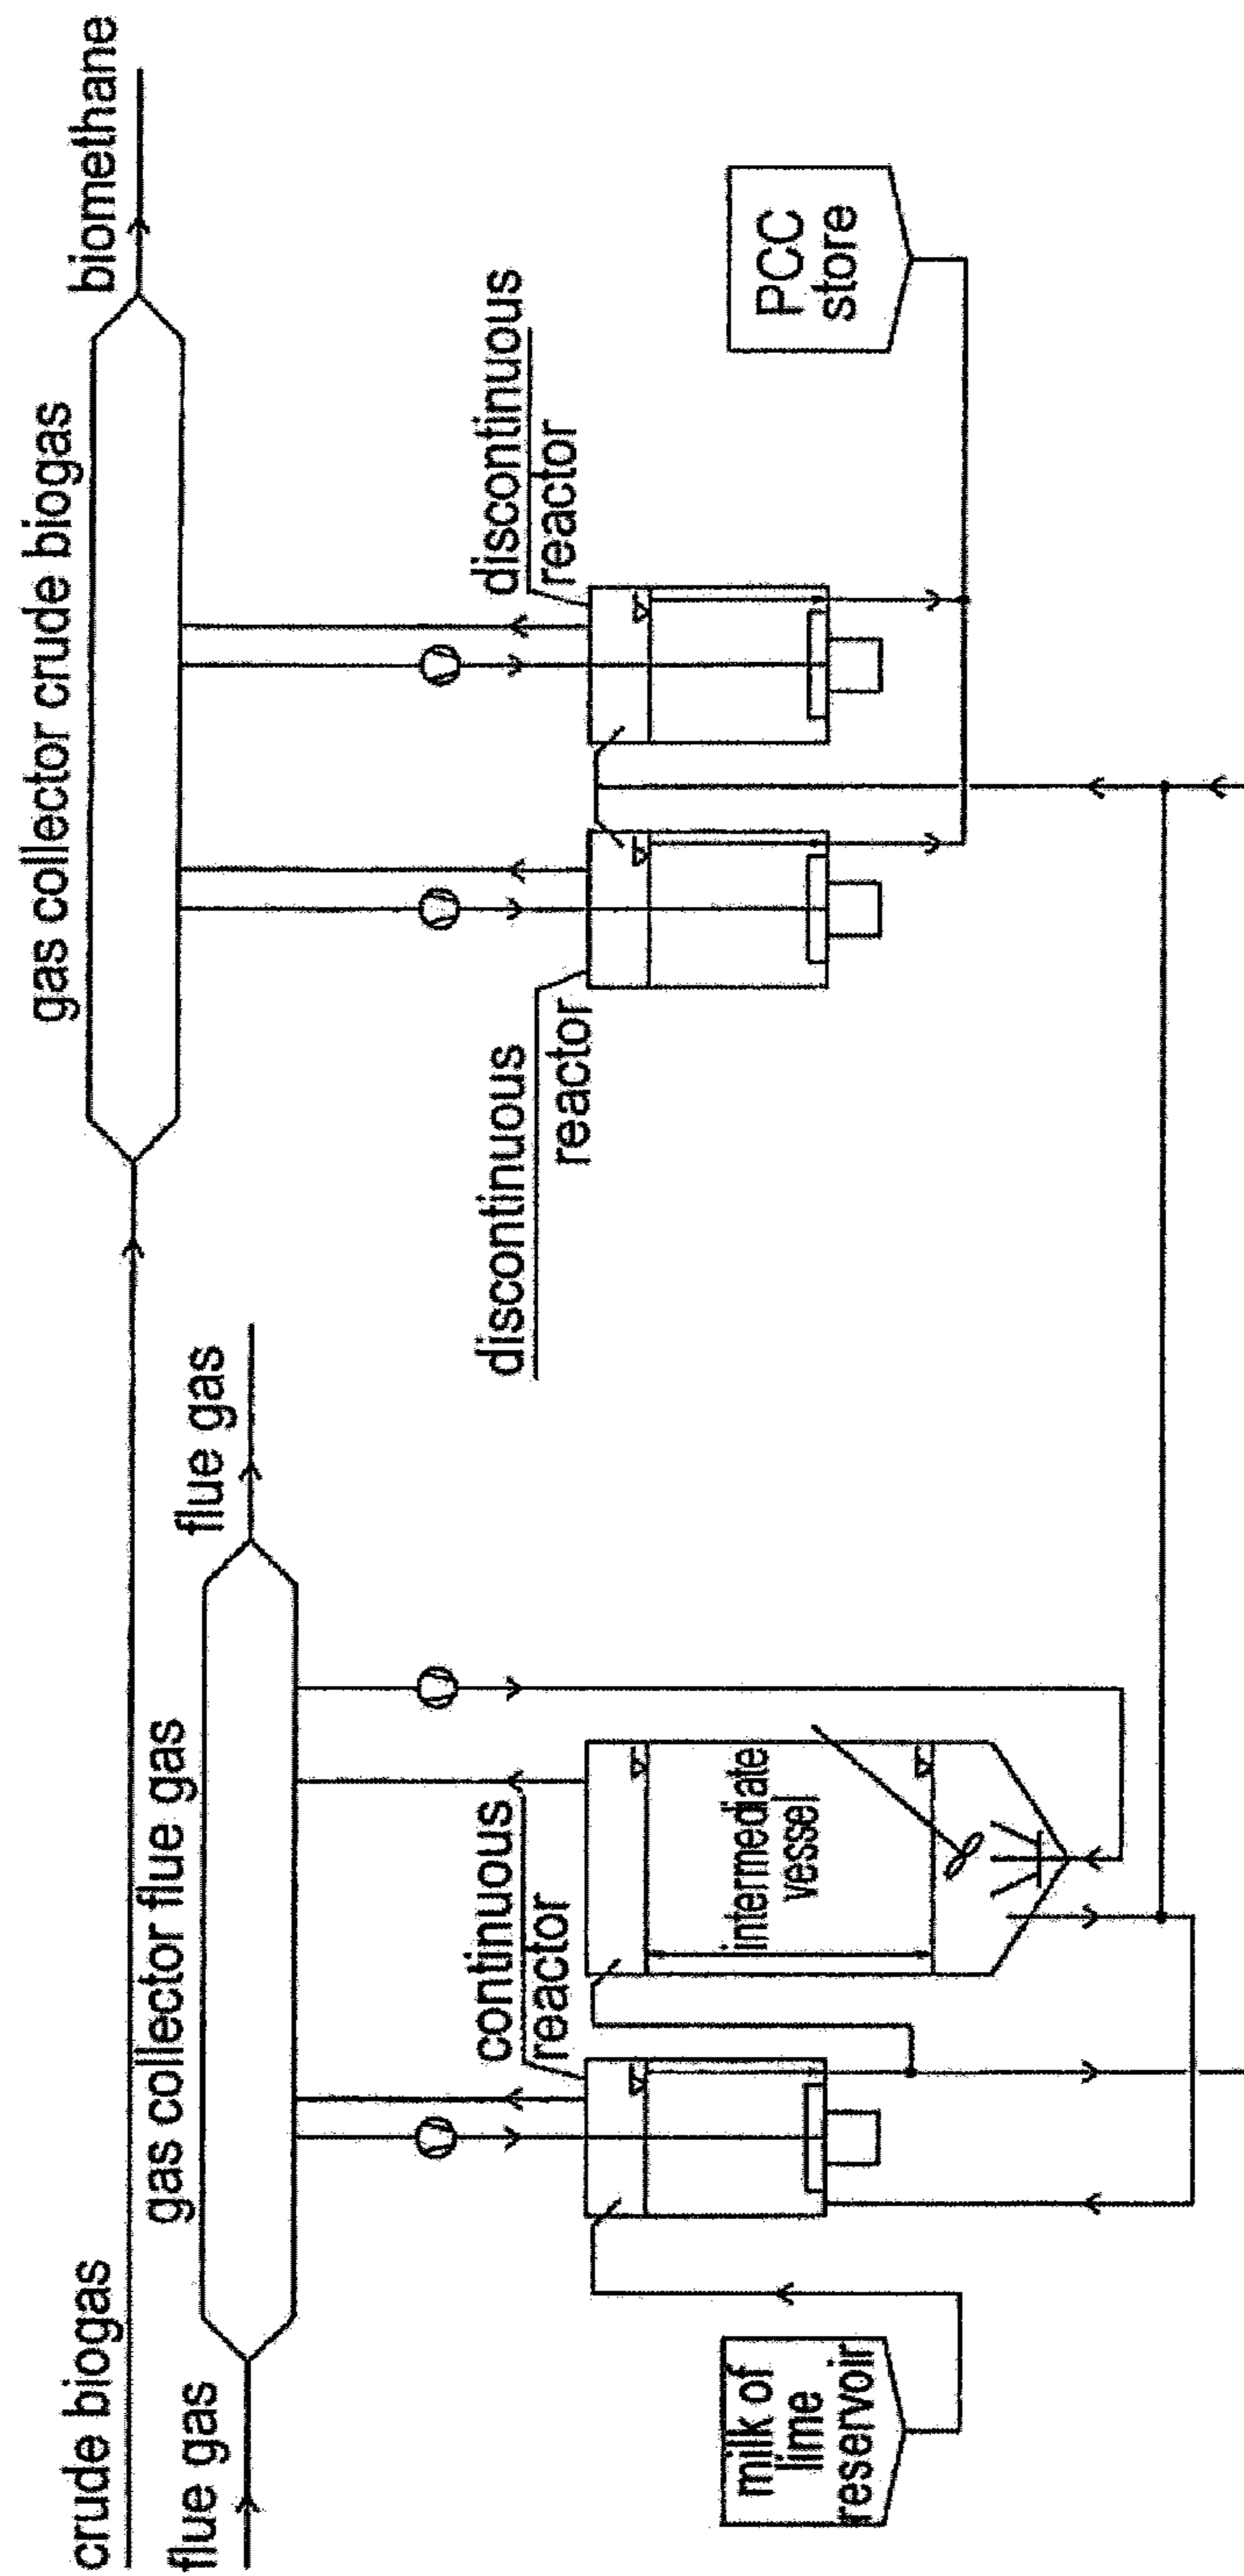 crude biogas
flue gas
gas collector flue gas
flue gas
gas collector crude biogas
biomethane
milk of
lime
reservoir
continuous
reactor
intermediate
vessel
discontinuous
reactor
discontinuous
reactor
PCC
store